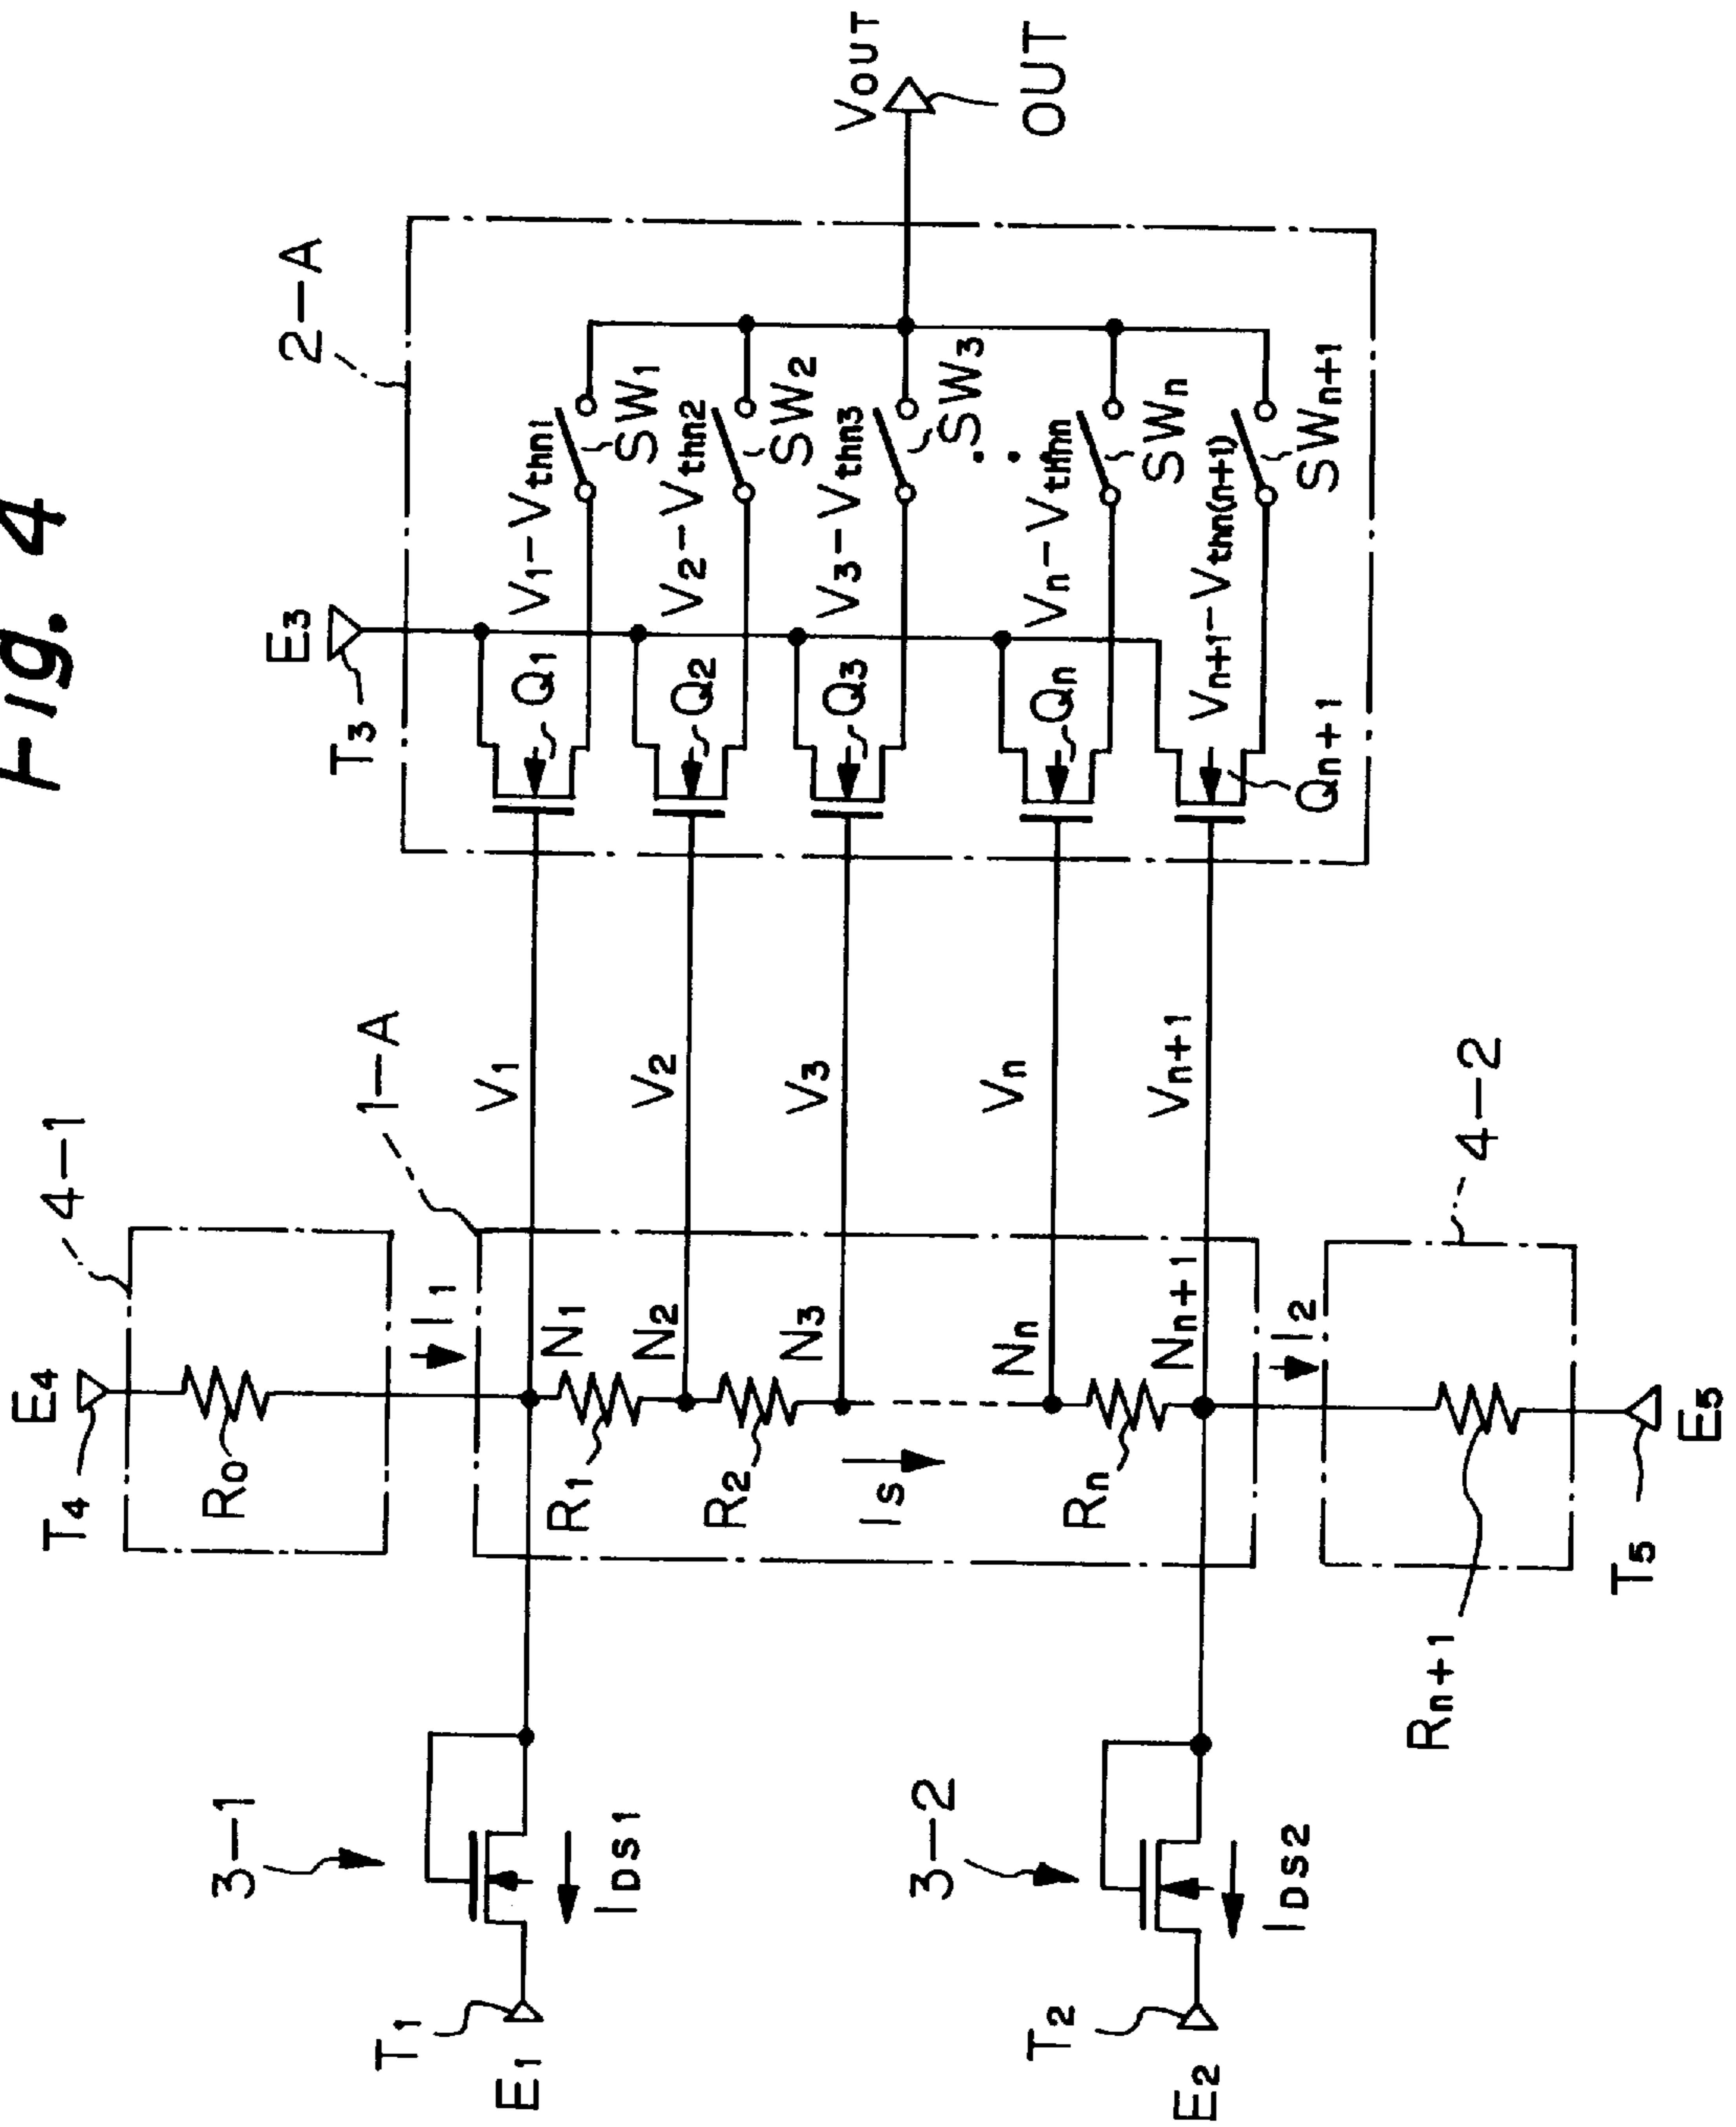 Fig. 4
E4
T4
4-1
R0
I1
1-A
E3
T3
2-A
3-1
T1
E1
IDS1
N1
V1
Q1
V1-Vthn1
SW1
R1
N2
V2
Q2
V2-Vthn2
SW2
R2
N3
V3
Q3
V3-Vthn3
SW3
VOUT
OUT
IS
Nn
Vn
Qn
Vn-Vthnn
SWn
Rn
3-2
T2
E2
IDS2
Nn+1
Vn+1
Qn+1
Vn+1-Vthn(n+1)
SWn+1
I2
4-2
Rn+1
T5
E5